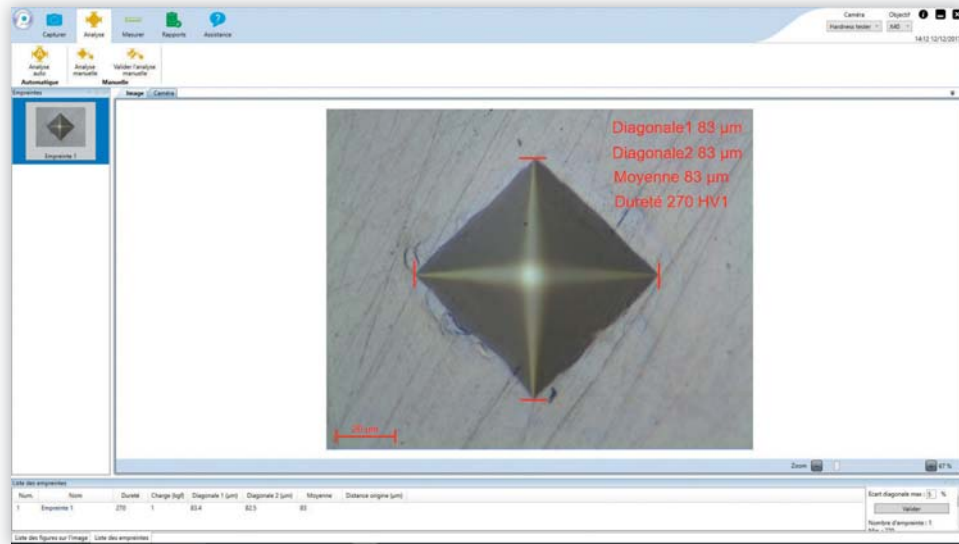 Caméra Objectif
Capturer Analyse Mesurer Rapports Assistance
Hardness tester X40
14:12 12/12/201
Analyse auto
Analyse manuelle
Valider l'analyse manuelle
Automatique Manuelle
Empreintes
Image Caméra
Empreinte 1
Diagonale1 83 µm
Diagonale2 83 µm
Moyenne 83 µm
Dureté 270 HV1
20 µm
Zoom 67 %
Liste des empreintes
Num. Nom Dureté Charge (kgf) Diagonale 1 (µm) Diagonale 2 (µm) Moyenne Distance origine (µm)
1 Empreinte 1 270 1 83.4 82.5 83
Ecart diagonale max : 5 %
Valider
Nombre d'empreinte : 1
Liste des figures sur l'image Liste des empreintes